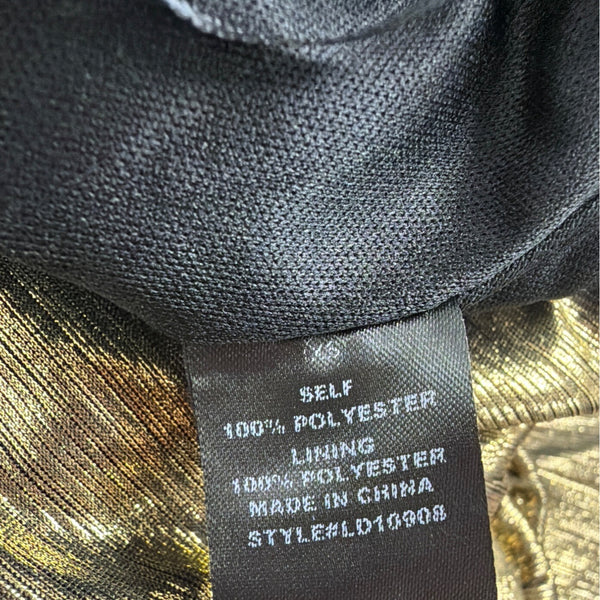 SELF
100% POLYESTER
LINING
100% POLYESTER
MADE IN CHINA
STYLE#LD10908